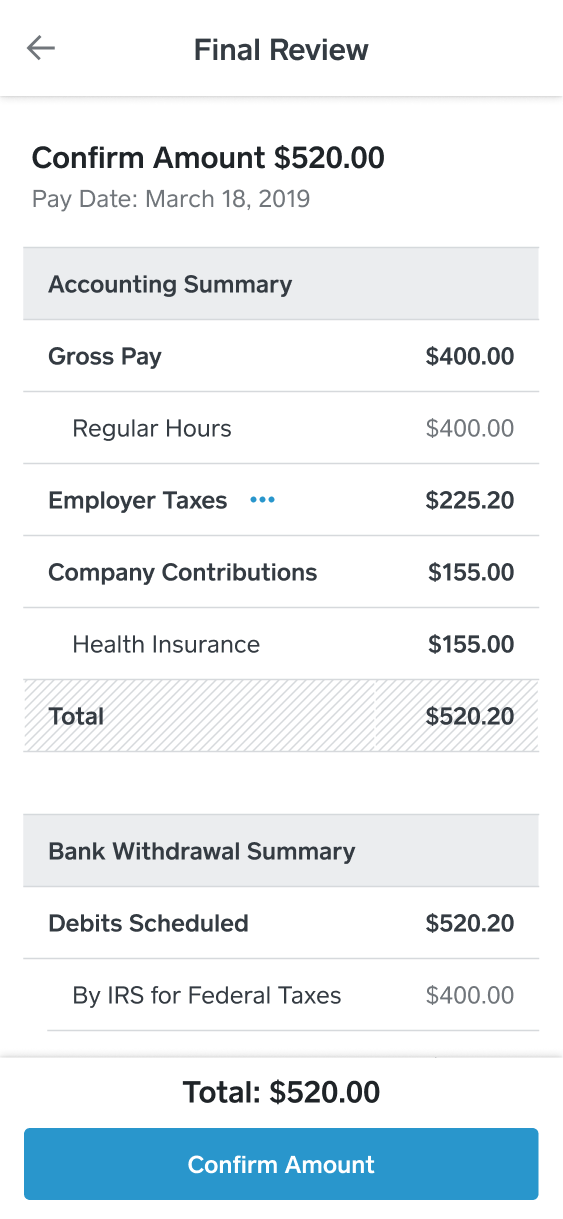 Final Review
Confirm Amount $520.00
Pay Date: March 18, 2019
Accounting Summary
Gross Pay $400.00
Regular Hours $400.00
Employer Taxes ••• $225.20
Company Contributions $155.00
Health Insurance $155.00
Total $520.20
Bank Withdrawal Summary
Debits Scheduled $520.20
By IRS for Federal Taxes $400.00
Total: $520.00
Confirm Amount